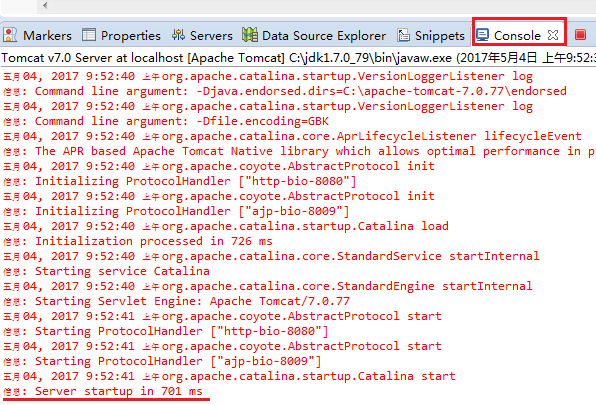 Markers Properties Servers Data Source Explorer Snippets Console
Tomcat v7.0 Server at localhost [Apache Tomcat] C:\jdk1.7.0_79\bin\javaw.exe (2017年5月4日 上午9:52:3
五月 04, 2017 9:52:40 上午 org.apache.catalina.startup.VersionLoggerListener log
信息: Command line argument: -Djava.endorsed.dirs=C:\apache-tomcat-7.0.77\endorsed
五月 04, 2017 9:52:40 上午 org.apache.catalina.startup.VersionLoggerListener log
信息: Command line argument: -Dfile.encoding=GBK
五月 04, 2017 9:52:40 上午 org.apache.catalina.core.AprLifecycleListener lifecycleEvent
信息: The APR based Apache Tomcat Native library which allows optimal performance in p
五月 04, 2017 9:52:40 上午 org.apache.coyote.AbstractProtocol init
信息: Initializing ProtocolHandler ["http-bio-8080"]
五月 04, 2017 9:52:40 上午 org.apache.coyote.AbstractProtocol init
信息: Initializing ProtocolHandler ["ajp-bio-8009"]
五月 04, 2017 9:52:40 上午 org.apache.catalina.startup.Catalina load
信息: Initialization processed in 726 ms
五月 04, 2017 9:52:40 上午 org.apache.catalina.core.StandardService startInternal
信息: Starting service Catalina
五月 04, 2017 9:52:40 上午 org.apache.catalina.core.StandardEngine startInternal
信息: Starting Servlet Engine: Apache Tomcat/7.0.77
五月 04, 2017 9:52:41 上午 org.apache.coyote.AbstractProtocol start
信息: Starting ProtocolHandler ["http-bio-8080"]
五月 04, 2017 9:52:41 上午 org.apache.coyote.AbstractProtocol start
信息: Starting ProtocolHandler ["ajp-bio-8009"]
五月 04, 2017 9:52:41 上午 org.apache.catalina.startup.Catalina start
信息: Server startup in 701 ms